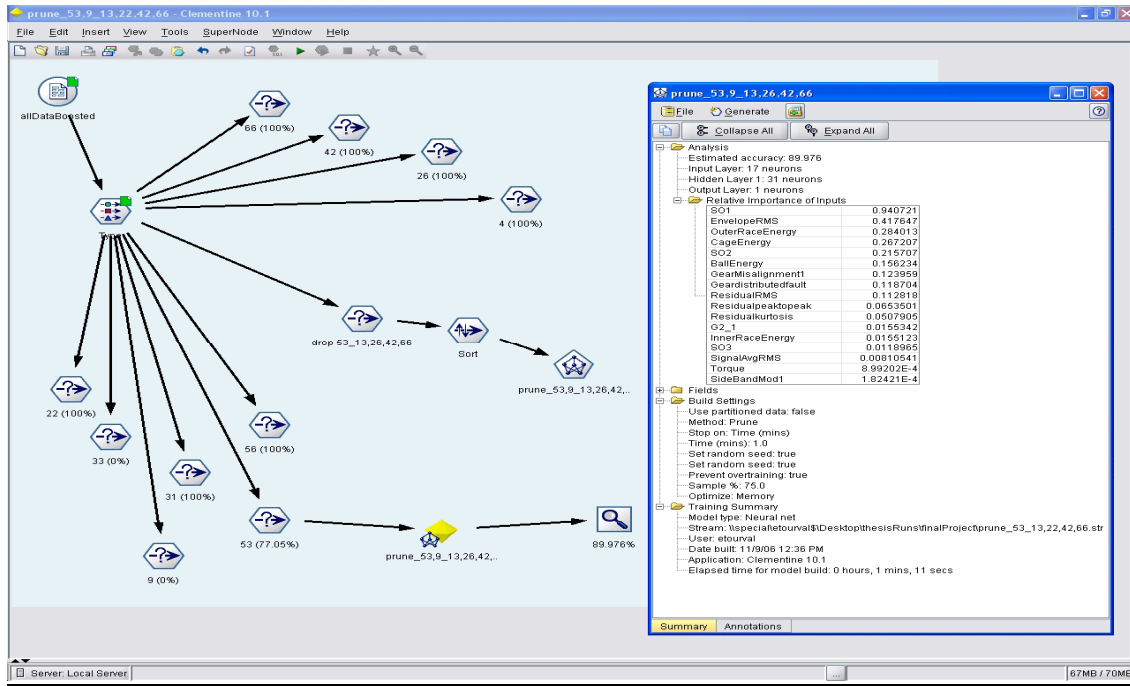 prune_53,9_13,22,42,66 - Clementine 10.1
File Edit Insert View Tools SuperNode Window Help
allDataBoosted
66 (100%)
42 (100%)
26 (100%)
4 (100%)
Type
drop 53_13,26,42,66
Sort
prune_53,9_13,26,42,..
22 (100%)
33 (0%)
31 (100%)
9 (0%)
56 (100%)
53 (77.05%)
prune_53,9_13,26,42,..
89.976%
prune_53,9_13,26,42,66
File Generate
Collapse All Expand All
Analysis
Estimated accuracy: 89.976
Input Layer: 17 neurons
Hidden Layer 1: 31 neurons
Output Layer: 1 neurons
Relative Importance of Inputs
SO1 0.940721
EnvelopeRMS 0.417647
OuterRaceEnergy 0.284013
CageEnergy 0.267207
SO2 0.215707
BallEnergy 0.156234
GearMisalignment1 0.123959
Geardistributedfault 0.118704
ResidualRMS 0.112818
Residualpeaktopeak 0.0653501
Residualkurtosis 0.0507905
G2_1 0.0155342
InnerRaceEnergy 0.0155123
SO3 0.0118965
SignalAvgRMS 0.00810541
Torque 8.99202E-4
SideBandMod1 1.82421E-4
Fields
Build Settings
Use partitioned data: false
Method: Prune
Stop on: Time (mins)
Time (mins): 1.0
Set random seed: true
Set random seed: true
Prevent overtraining: true
Sample %: 75.0
Optimize: Memory
Training Summary
Model type: Neural net
Stream: \\special\etourval$\Desktop\thesisRuns\finalProject\prune_53_13,22,42,66.str
User: etourval
Date built: 11/9/06 12:36 PM
Application: Clementine 10.1
Elapsed time for model build: 0 hours, 1 mins, 11 secs
Summary Annotations
Server: Local Server
...
67MB / 70MB